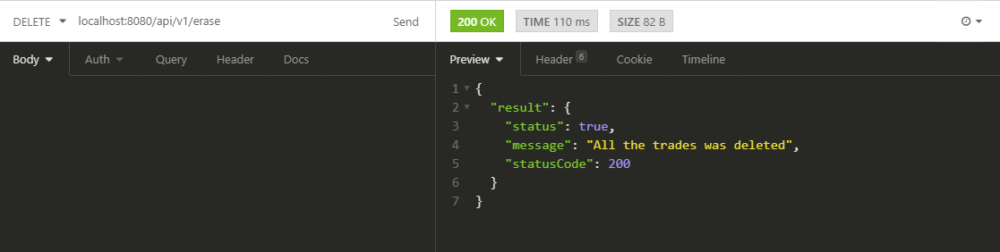 DELETE localhost:8080/api/v1/erase Send 200 OK TIME 110 ms SIZE 82 B
Body Auth Query Header Docs Preview Header 6 Cookie Timeline
1 {
2 "result": {
3 "status": true,
4 "message": "All the trades was deleted",
5 "statusCode": 200
6 }
7 }